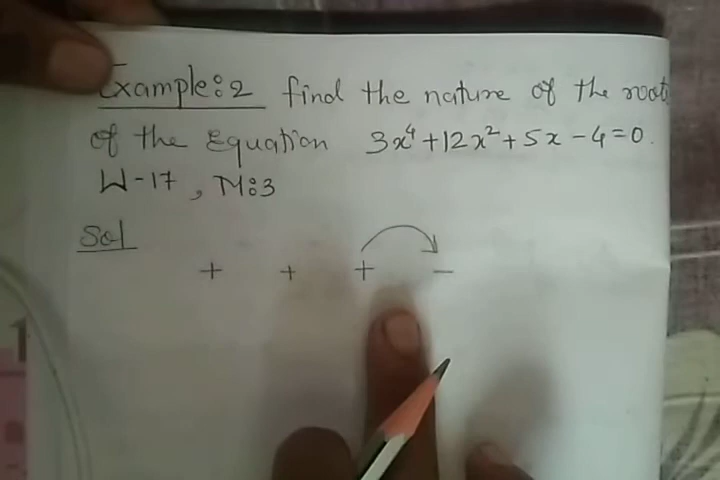 Example:2 find the nature of the roots
of the Equation 3x⁴+12x²+5x-4=0.
W-17, M:3
Sol
+ + + -